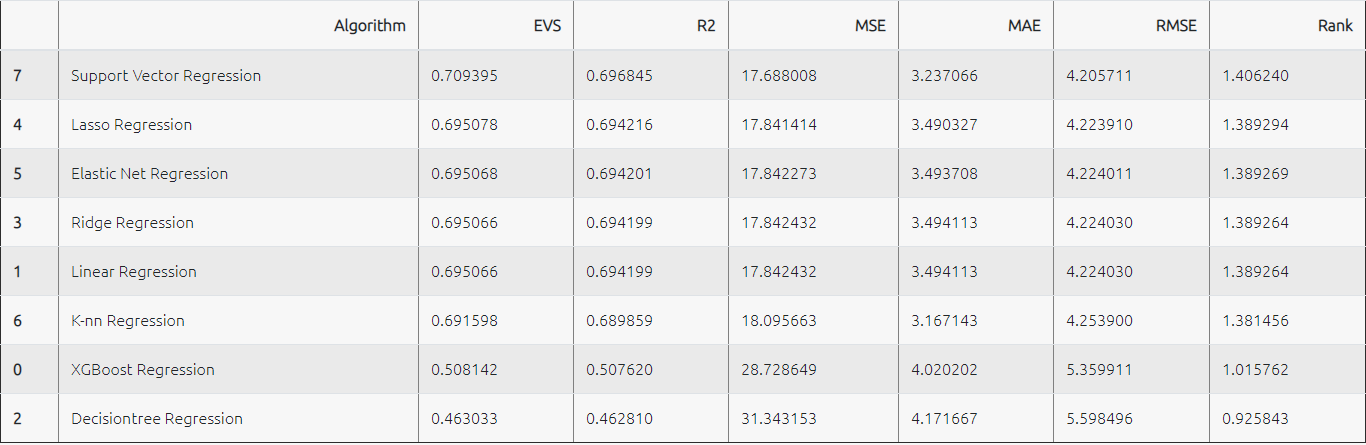 Algorithm EVS R2 MSE MAE RMSE Rank
7 Support Vector Regression 0.709395 0.696845 17.688008 3.237066 4.205711 1.406240
4 Lasso Regression 0.695078 0.694216 17.841414 3.490327 4.223910 1.389294
5 Elastic Net Regression 0.695068 0.694201 17.842273 3.493708 4.224011 1.389269
3 Ridge Regression 0.695066 0.694199 17.842432 3.494113 4.224030 1.389264
1 Linear Regression 0.695066 0.694199 17.842432 3.494113 4.224030 1.389264
6 K-nn Regression 0.691598 0.689859 18.095663 3.167143 4.253900 1.381456
0 XGBoost Regression 0.508142 0.507620 28.728649 4.020202 5.359911 1.015762
2 Decisiontree Regression 0.463033 0.462810 31.343153 4.171667 5.598496 0.925843